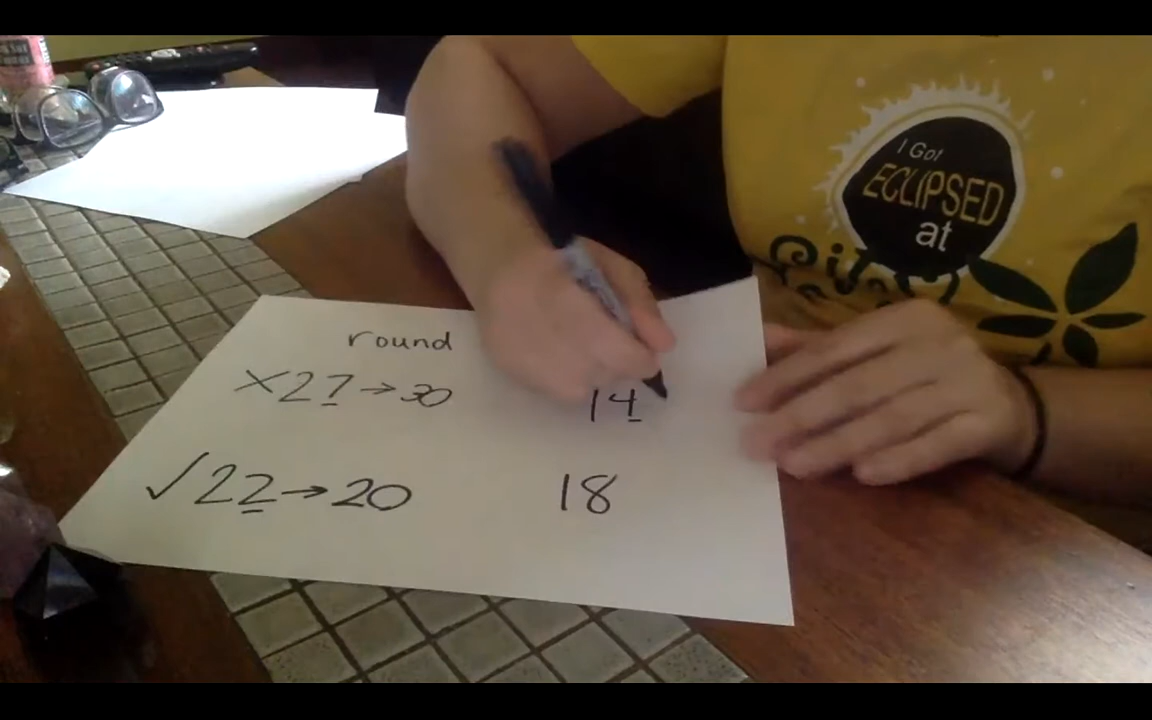 round
×27→30
14
✓22→20
18
I Got
ECLIPSED
at